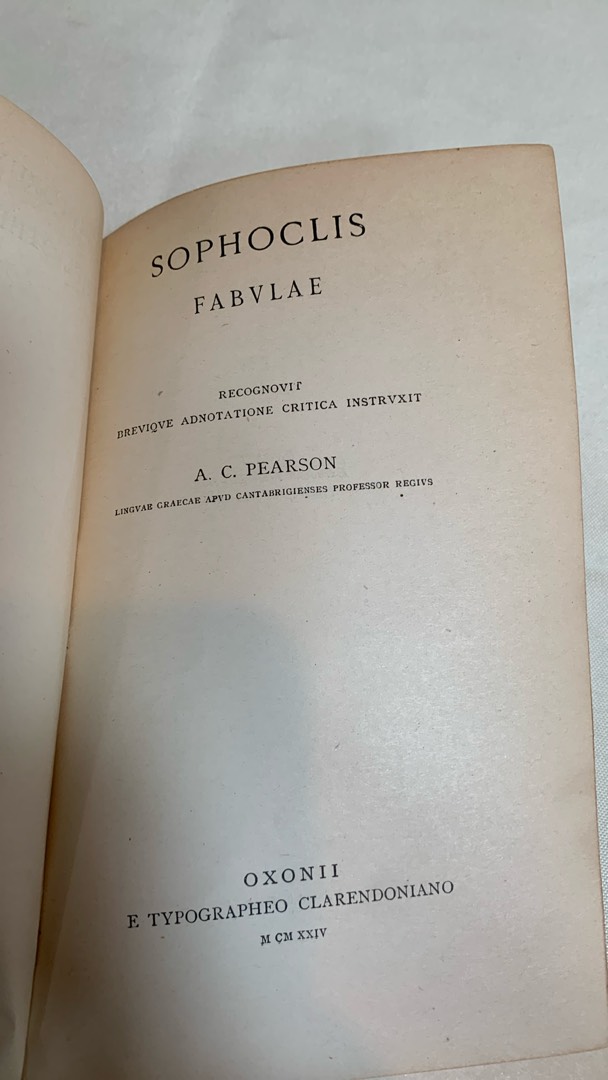 SOPHOCLIS
FABVLAE
RECOGNOVIT
BREVIQVE ADNOTATIONE CRITICA INSTRVXIT
A. C. PEARSON
LINGVAE GRAECAE APVD CANTABRIGIENSES PROFESSOR REGIVS
OXONII
E TYPOGRAPHEO CLARENDONIANO
M CM XXIV